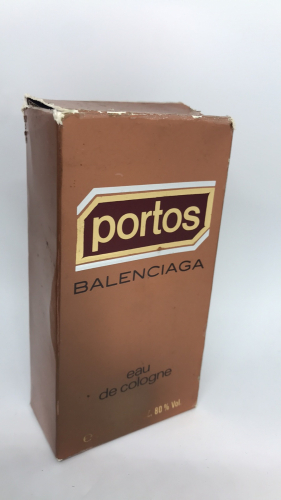 portos
BALENCIAGA
eau
de cologne
80 % Vol.